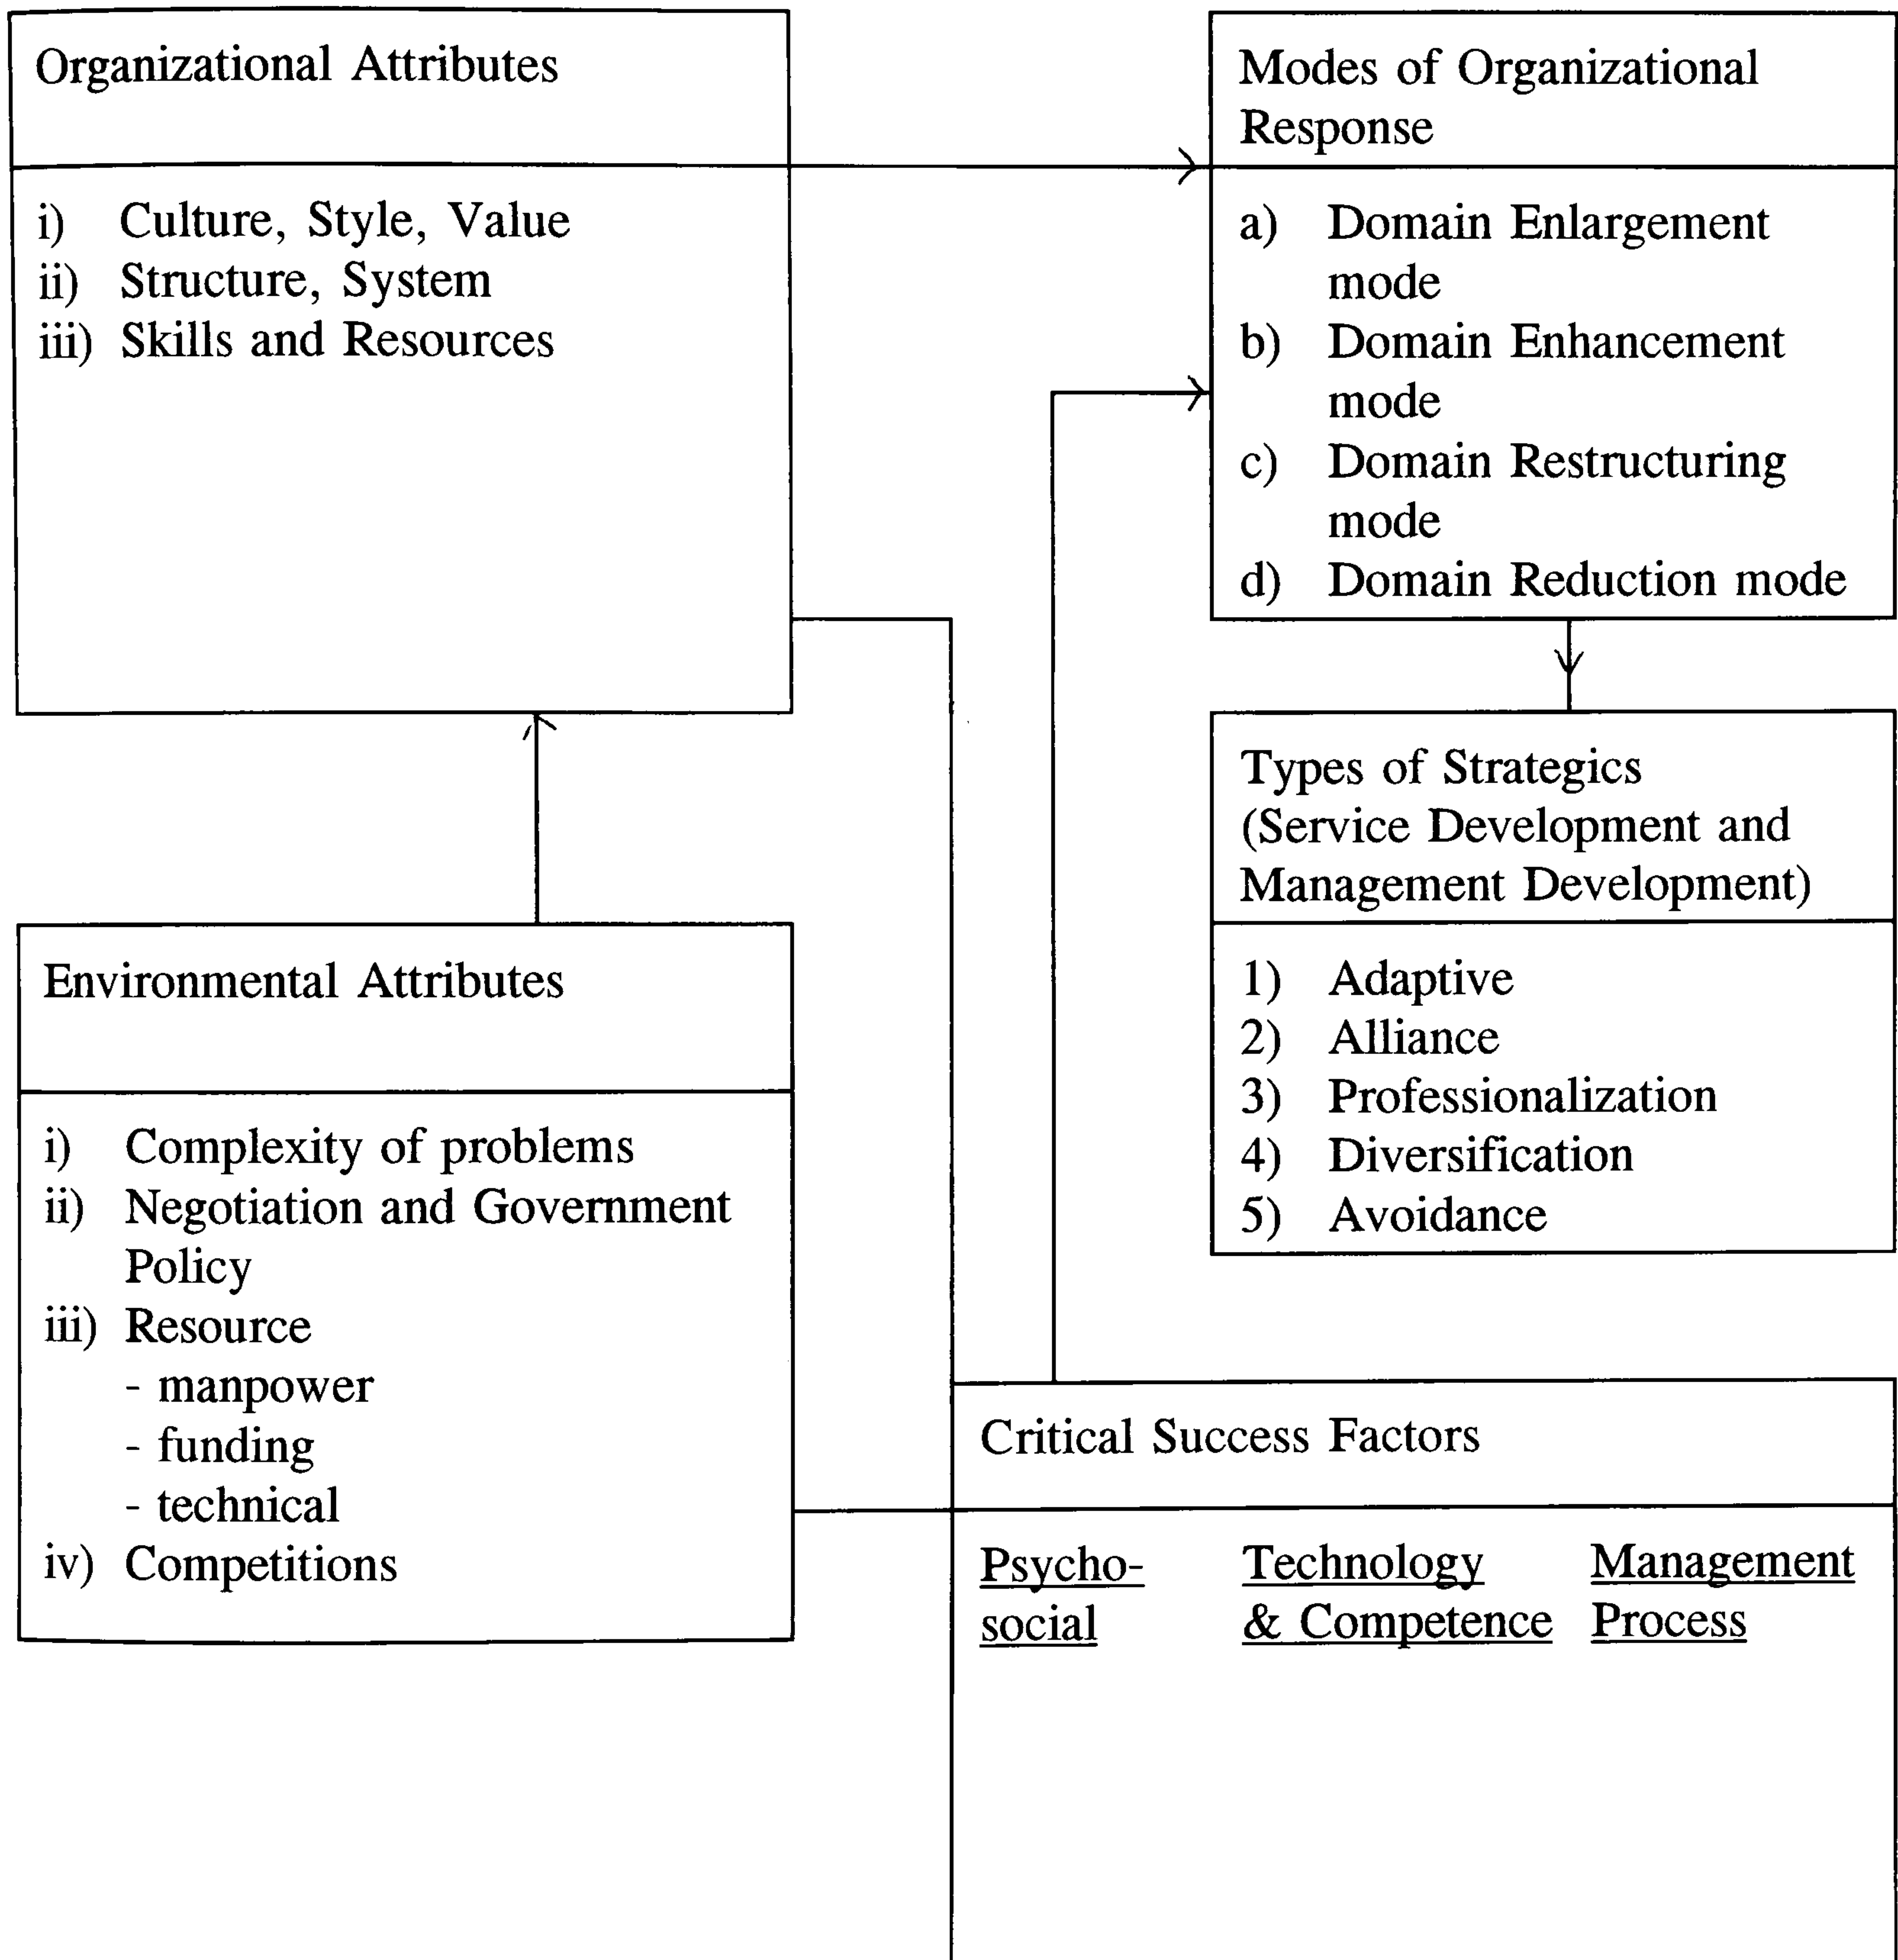 Organizational Attributes
i) Culture, Style, Value
ii) Structure, System
iii) Skills and Resources
Modes of Organizational
Response
a) Domain Enlargement
mode
b) Domain Enhancement
mode
c) Domain Restructuring
mode
d) Domain Reduction mode
Types of Strategics
(Service Development and
Management Development)
1) Adaptive
2) Alliance
3) Professionalization
4) Diversification
5) Avoidance
Environmental Attributes
i) Complexity of problems
ii) Negotiation and Government
Policy
iii) Resource
- manpower
- funding
- technical
iv) Competitions
Critical Success Factors
Psycho- Technology Management
social & Competence Process